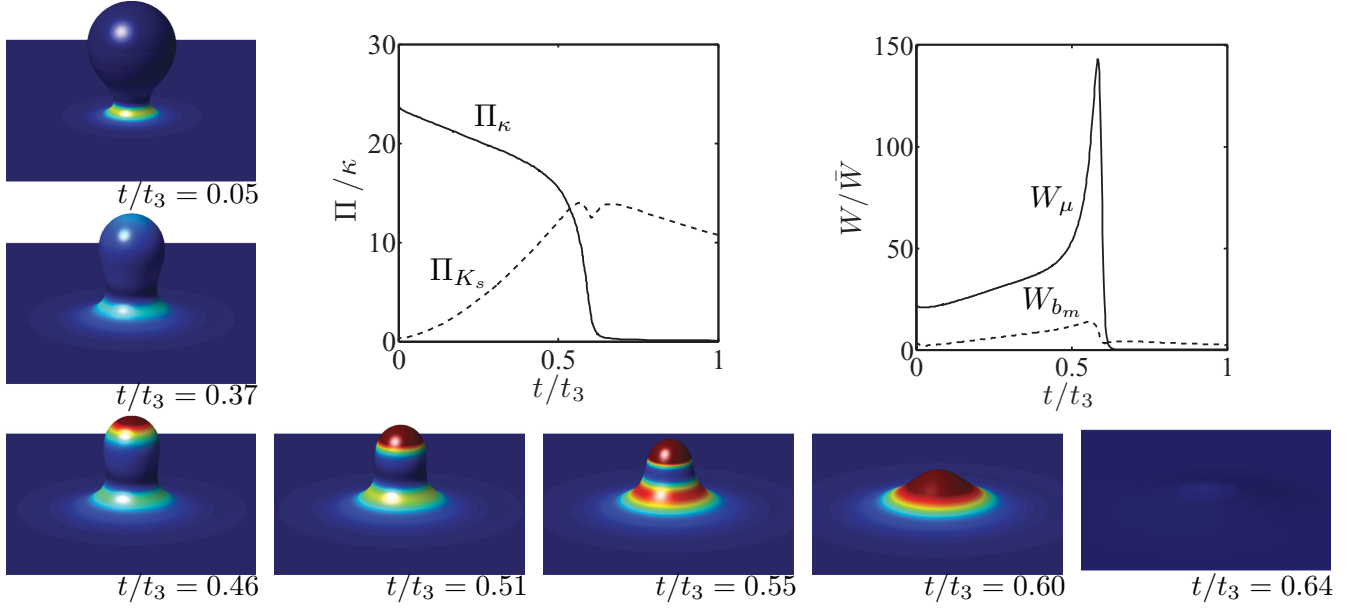 t/t₃ = 0.05
t/t₃ = 0.37
30
20
10
0
0
0.5
1
Π /κ
t/t₃
Π_κ
Π_{K_s}
150
100
50
0
0
0.5
1
W/W̄
t/t₃
W_μ
W_{b_m}
t/t₃ = 0.46
t/t₃ = 0.51
t/t₃ = 0.55
t/t₃ = 0.60
t/t₃ = 0.64